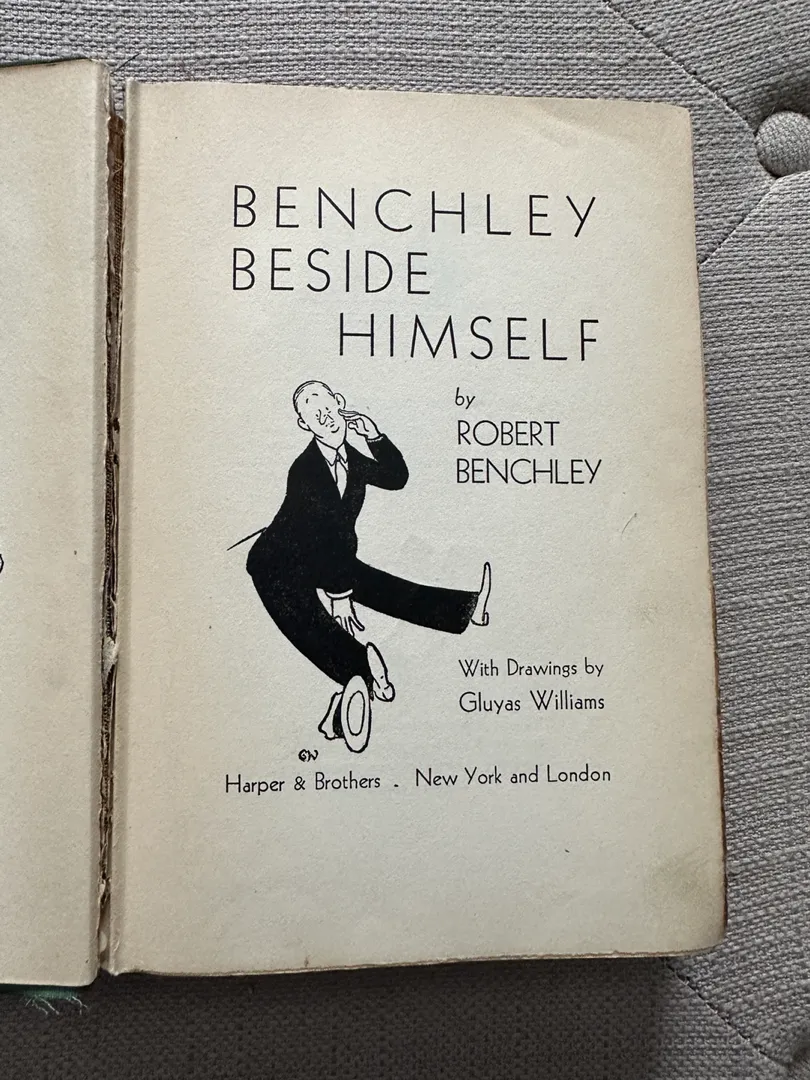 BENCHLEY
BESIDE
HIMSELF
by
ROBERT
BENCHLEY
With Drawings by
Gluyas Williams
GW
Harper & Brothers . New York and London